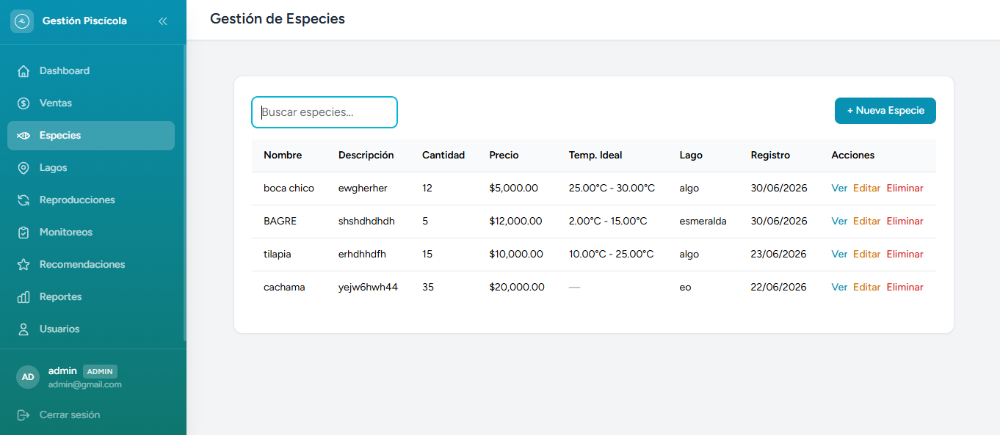 Gestión Piscícola
Dashboard
Ventas
Especies
Lagos
Reproducciones
Monitoreos
Recomendaciones
Reportes
Usuarios
AD
admin ADMIN
admin@gmail.com
Cerrar sesión
Gestión de Especies
Buscar especies...
+ Nueva Especie
Nombre Descripción Cantidad Precio Temp. Ideal Lago Registro Acciones
boca chico ewgherher 12 $5,000.00 25.00°C - 30.00°C algo 30/06/2026 Ver Editar Eliminar
BAGRE shshdhdhdh 5 $12,000.00 2.00°C - 15.00°C esmeralda 30/06/2026 Ver Editar Eliminar
tilapia erhdhhdfh 15 $10,000.00 10.00°C - 25.00°C algo 23/06/2026 Ver Editar Eliminar
cachama yejw6hwh44 35 $20,000.00 — eo 22/06/2026 Ver Editar Eliminar